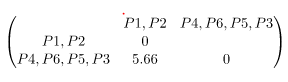 P1, P2 P4, P6, P5, P3
P1, P2 0
P4, P6, P5, P3 5.66 0